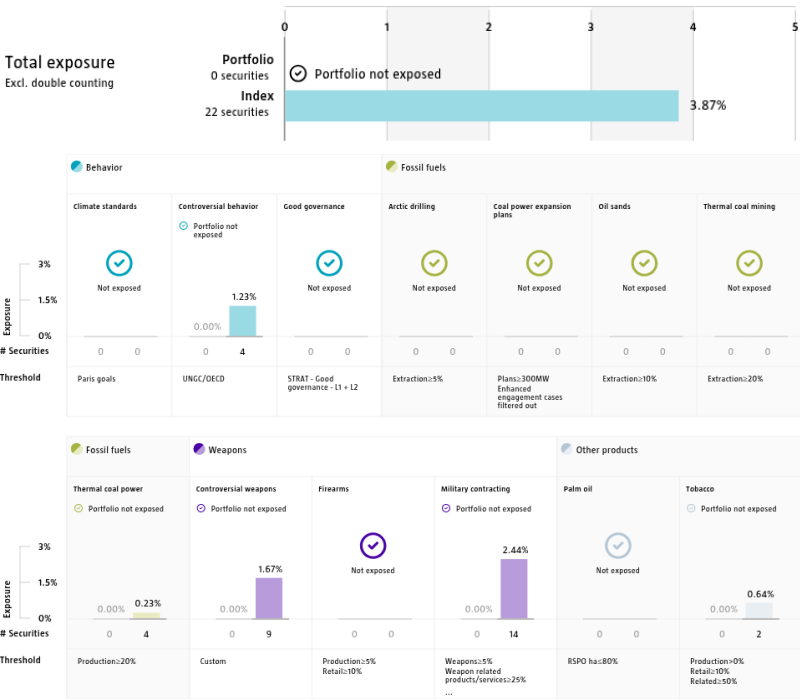 0 1 2 3 4 5
Total exposure
Excl. double counting
Portfolio
0 securities
Portfolio not exposed
Index
22 securities
3.87%
Behavior
Fossil fuels
Climate standards
Controversial behavior
Good governance
Arctic drilling
Coal power expansion
plans
Oil sands
Thermal coal mining
Portfolio not
exposed
Not exposed
Not exposed
Not exposed
Not exposed
Not exposed
Not exposed
Exposure
3%
1.5%
0%
0.00%
1.23%
# Securities
0 0 0 4 0 0 0 0 0 0 0 0 0 0
Threshold
Paris goals
UNGC/OECD
STRAT - Good
governance - L1 + L2
Extraction≥5%
Plans≥300MW
Enhanced
engagement cases
filtered out
Extraction≥10%
Extraction≥20%
Fossil fuels
Weapons
Other products
Thermal coal power
Controversial weapons
Firearms
Military contracting
Palm oil
Tobacco
Portfolio not exposed
Portfolio not exposed
Portfolio not exposed
Portfolio not exposed
Not exposed
Not exposed
Exposure
3%
1.5%
0%
0.00%
0.23%
0.00%
1.67%
0.00%
2.44%
0.00%
0.64%
# Securities
0 4 0 9 0 0 0 14 0 0 0 2
Threshold
Production≥20%
Custom
Production≥5%
Retail≥10%
Weapons≥5%
Weapon related
products/services≥25%
...
RSPO ha≤80%
Production>0%
Retail≥10%
Related≥50%